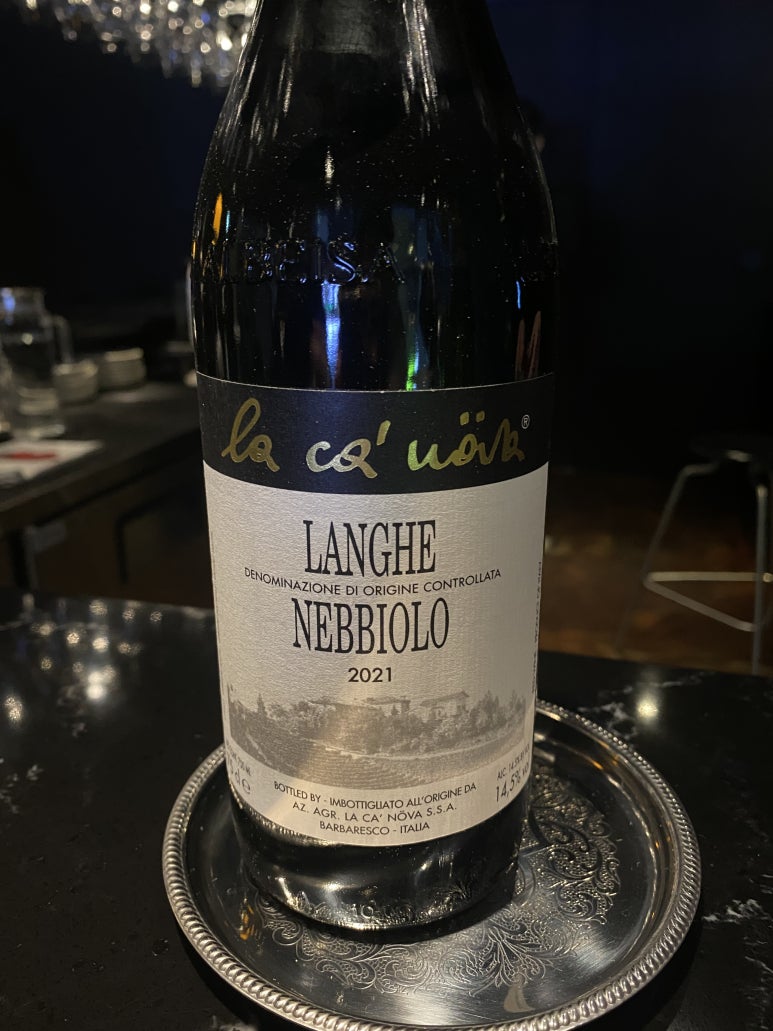 la ca' növa®
LANGHE
DENOMINAZIONE DI ORIGINE CONTROLLATA
NEBBIOLO
2021
BOTTLED BY - IMBOTTIGLIATO ALL'ORIGINE DA
AZ. AGR. LA CA' NÖVA S.S.A.
BARBARESCO - ITALIA
14,5% vol